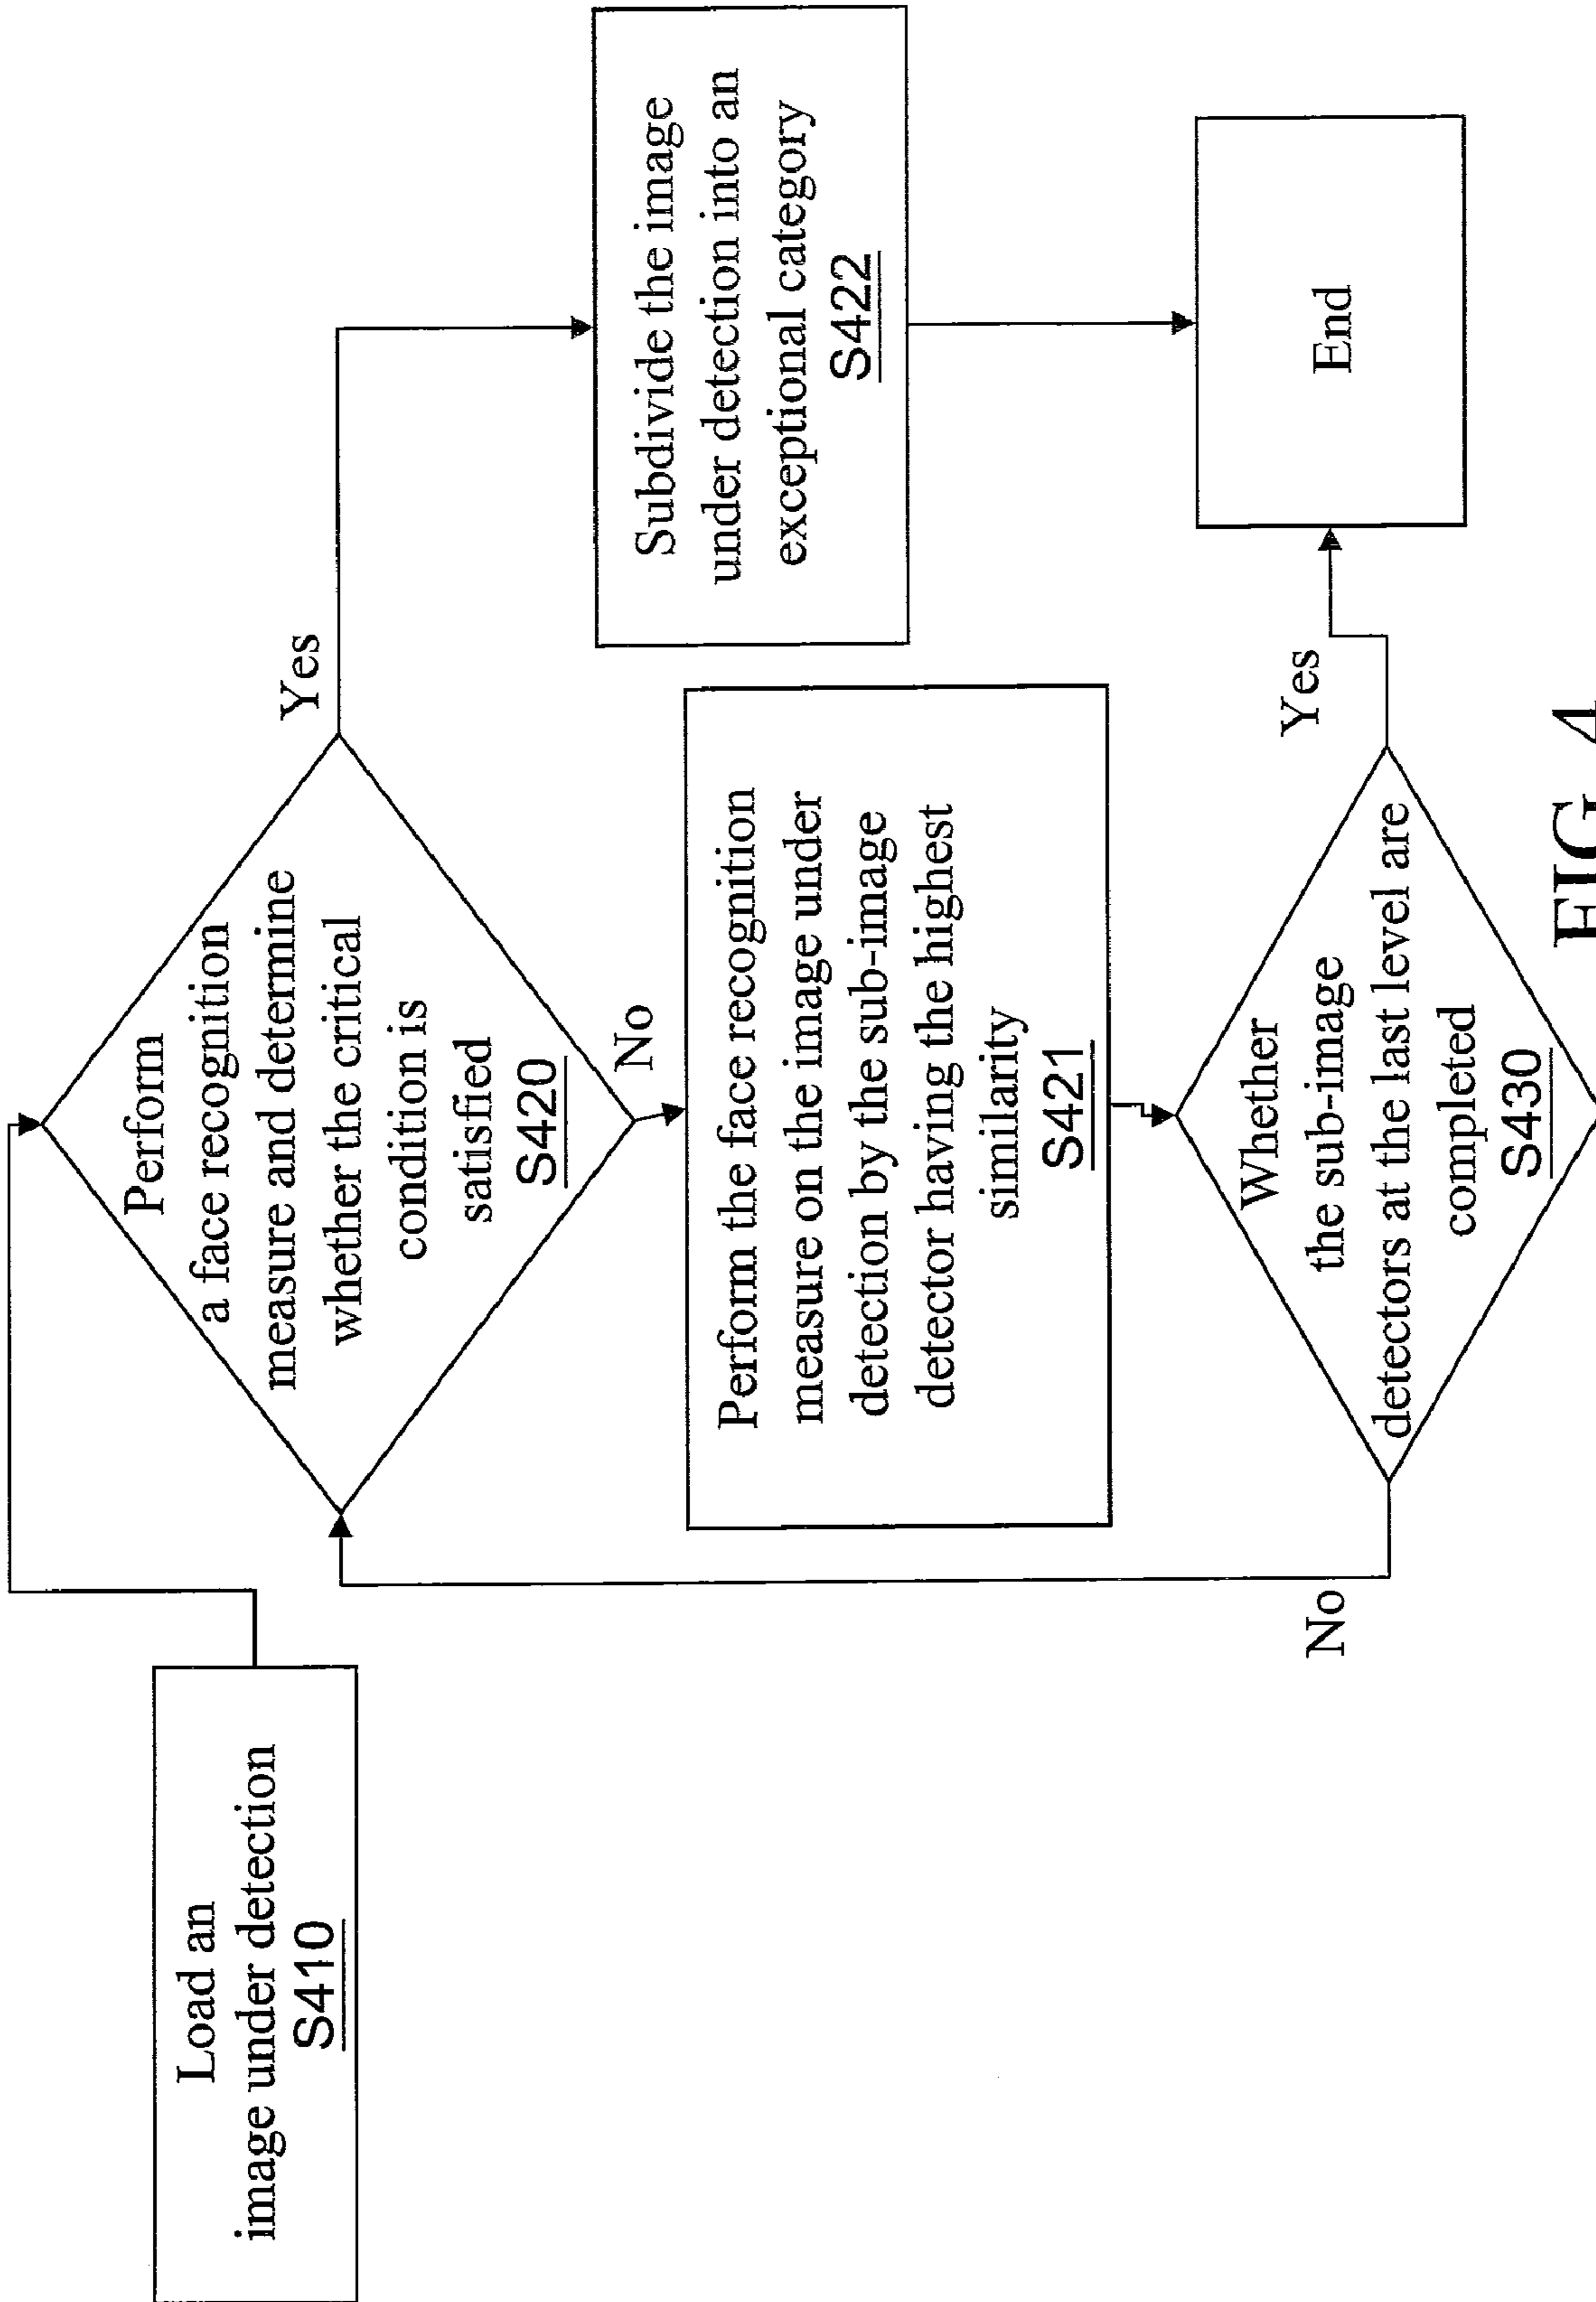 Load an
image under detection
S410
Perform
a face recognition
measure and determine
whether the critical
condition is
satisfied
S420
Yes
No
Subdivide the image
under detection into an
exceptional category
S422
Perform the face recognition
measure on the image under
detection by the sub-image
detector having the highest
similarity
S421
Whether
the sub-image
detectors at the last level are
completed
S430
No
Yes
End
FIG. 4